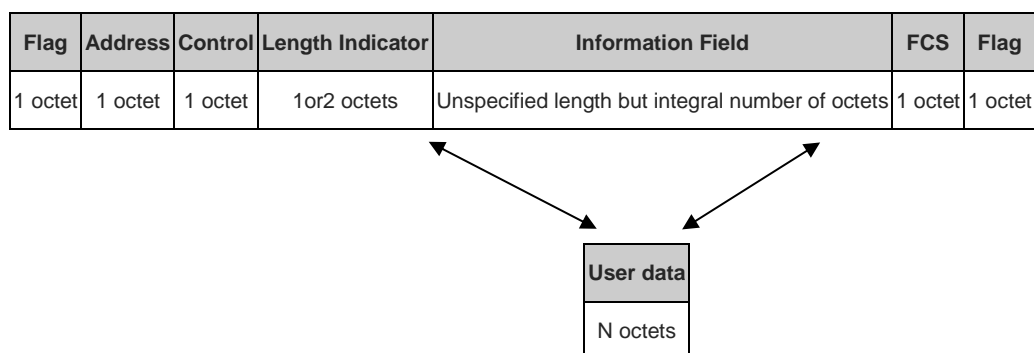 Flag Address Control Length Indicator Information Field FCS Flag
1 octet 1 octet 1 octet 1or2 octets Unspecified length but integral number of octets 1 octet 1 octet
User data
N octets